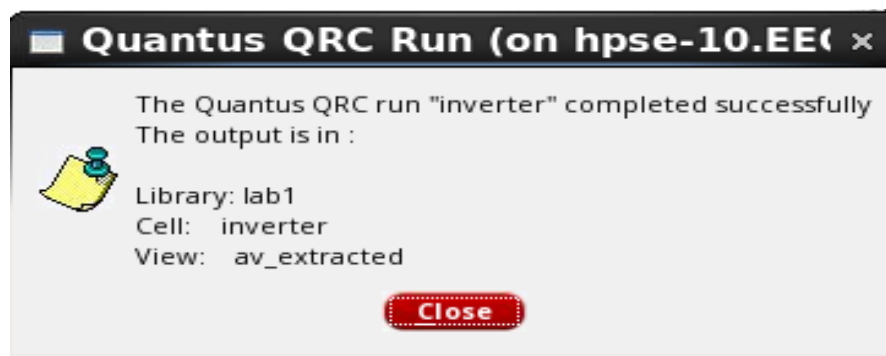 Quantus QRC Run (on hpse-10.EE
The Quantus QRC run "inverter" completed successfully
The output is in :
Library: lab1
Cell: inverter
View: av_extracted
Close